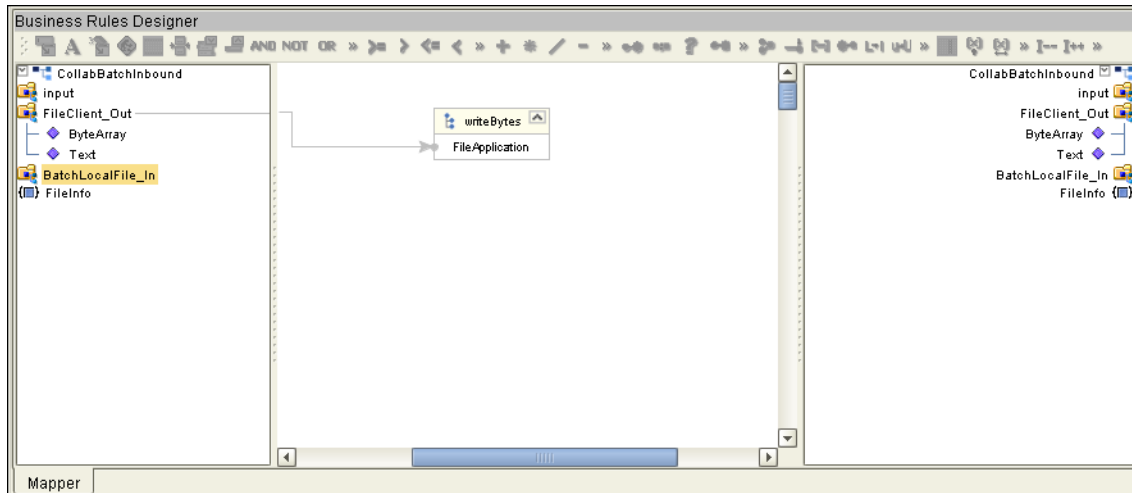 Business Rules Designer
A AND NOT OR » >= > <= < » + * / - » ? » » I-- I++ »
CollabBatchInbound
input
FileClient_Out
ByteArray
Text
BatchLocalFile_In
FileInfo
writeBytes
FileApplication
CollabBatchInbound
input
FileClient_Out
ByteArray
Text
BatchLocalFile_In
FileInfo
Mapper